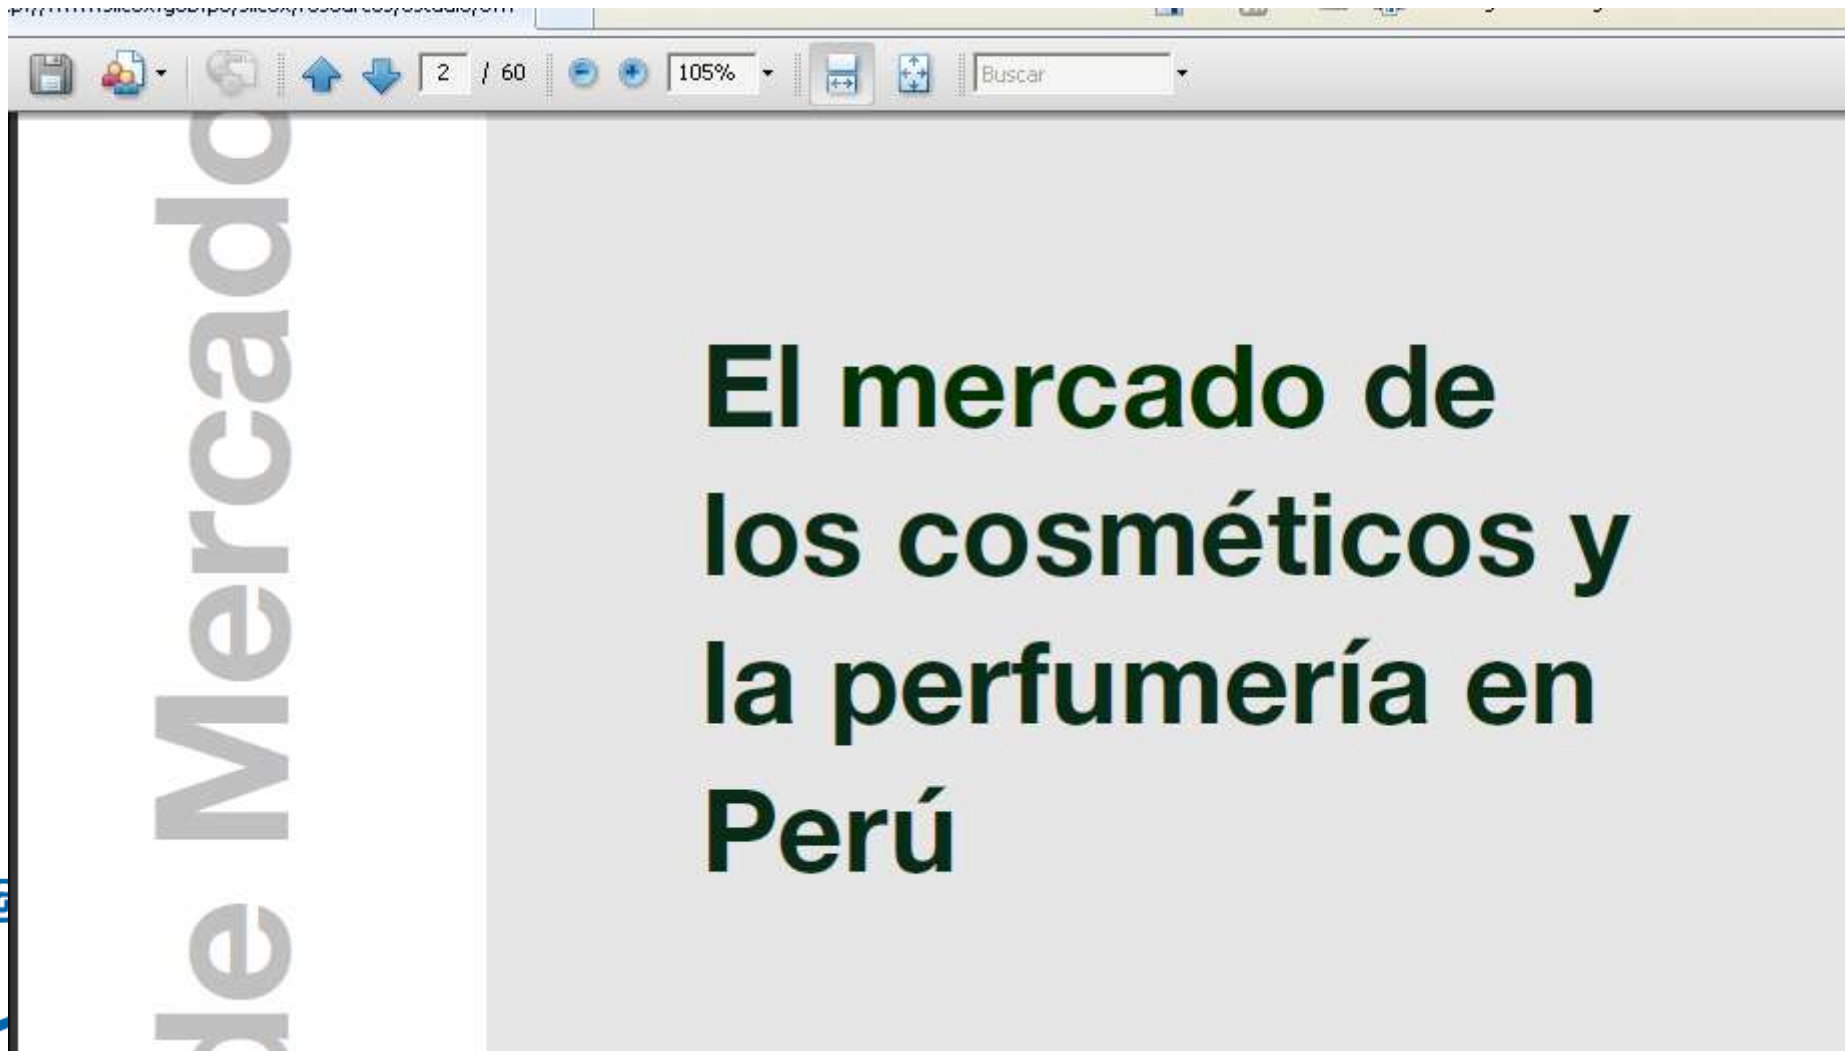 2 / 60 105% Buscar
de Mercado
El mercado de
los cosméticos y
la perfumería en
Perú